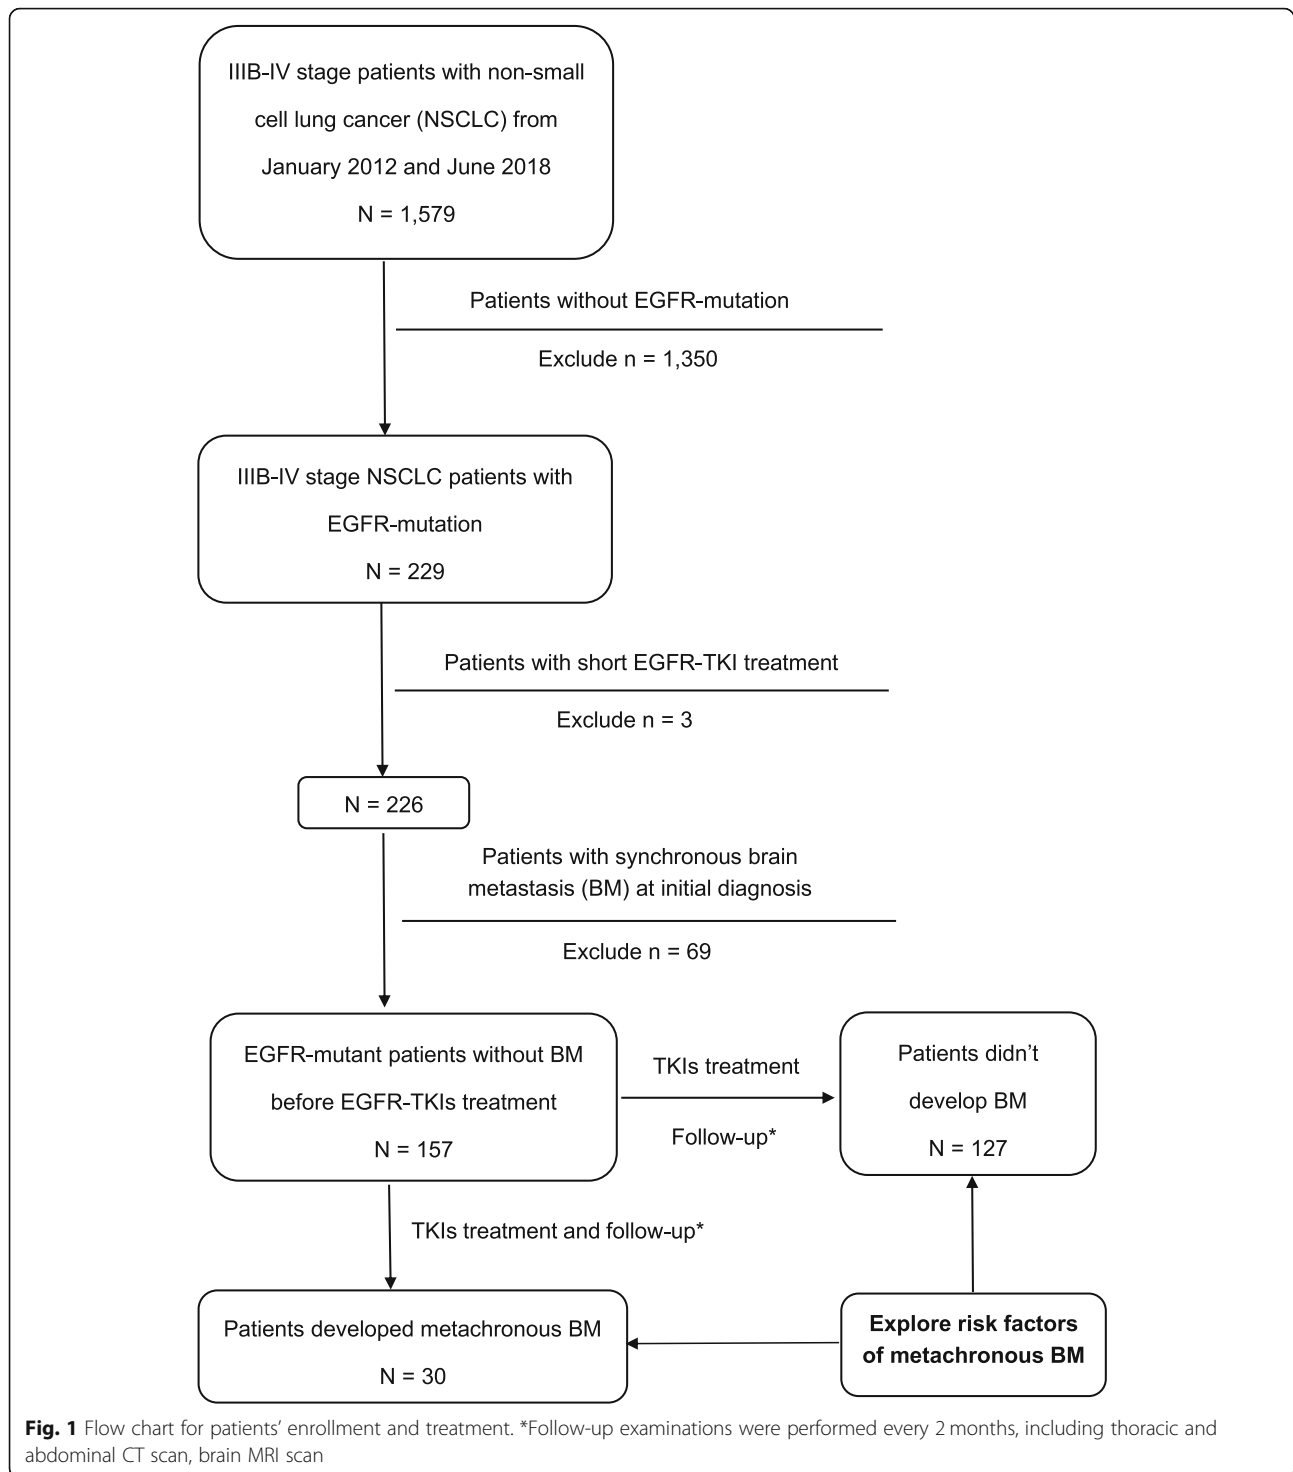 IIIB-IV stage patients with non-small
cell lung cancer (NSCLC) from
January 2012 and June 2018
N = 1,579
Patients without EGFR-mutation
Exclude n = 1,350
IIIB-IV stage NSCLC patients with
EGFR-mutation
N = 229
Patients with short EGFR-TKI treatment
Exclude n = 3
N = 226
Patients with synchronous brain
metastasis (BM) at initial diagnosis
Exclude n = 69
EGFR-mutant patients without BM
before EGFR-TKIs treatment
N = 157
TKIs treatment
Follow-up*
Patients didn’t
develop BM
N = 127
TKIs treatment and follow-up*
Patients developed metachronous BM
N = 30
Explore risk factors
of metachronous BM
Fig. 1 Flow chart for patients’ enrollment and treatment. *Follow-up examinations were performed every 2 months, including thoracic and
abdominal CT scan, brain MRI scan